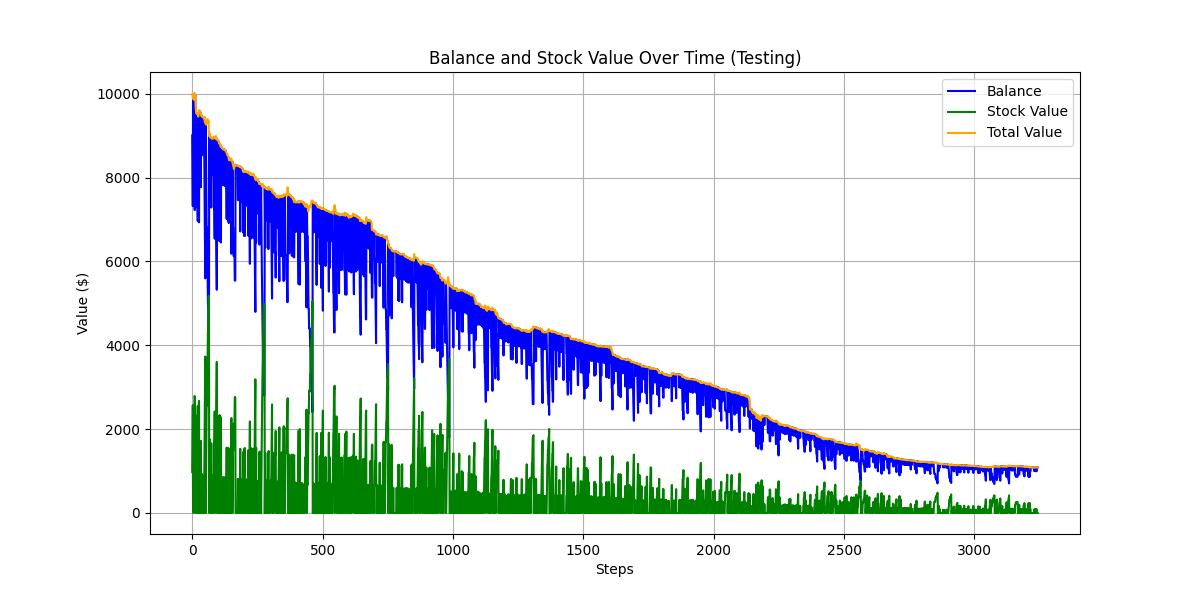 Balance and Stock Value Over Time (Testing)
Balance
Stock Value
Total Value
Value ($)
10000
8000
6000
4000
2000
0
0 500 1000 1500 2000 2500 3000
Steps